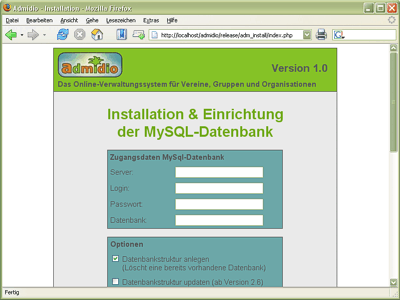 Admidio - Installation - Mozilla Firefox
Datei Bearbeiten Ansicht Gehe Lesezeichen Extras Hilfe
http://localhost/admidio/release/adm_install/index.php
admidio
Version 1.0
Das Online-Verwaltungssystem für Vereine, Gruppen und Organisationen
Installation & Einrichtung
der MySQL-Datenbank
Zugangsdaten MySql-Datenbank
Server:
Login:
Passwort:
Datenbank:
Optionen
Datenbankstruktur anlegen
(Löscht eine bereits vorhandene Datenbank)
Datenbankstruktur updaten (ab Version 2.6)
Fertig